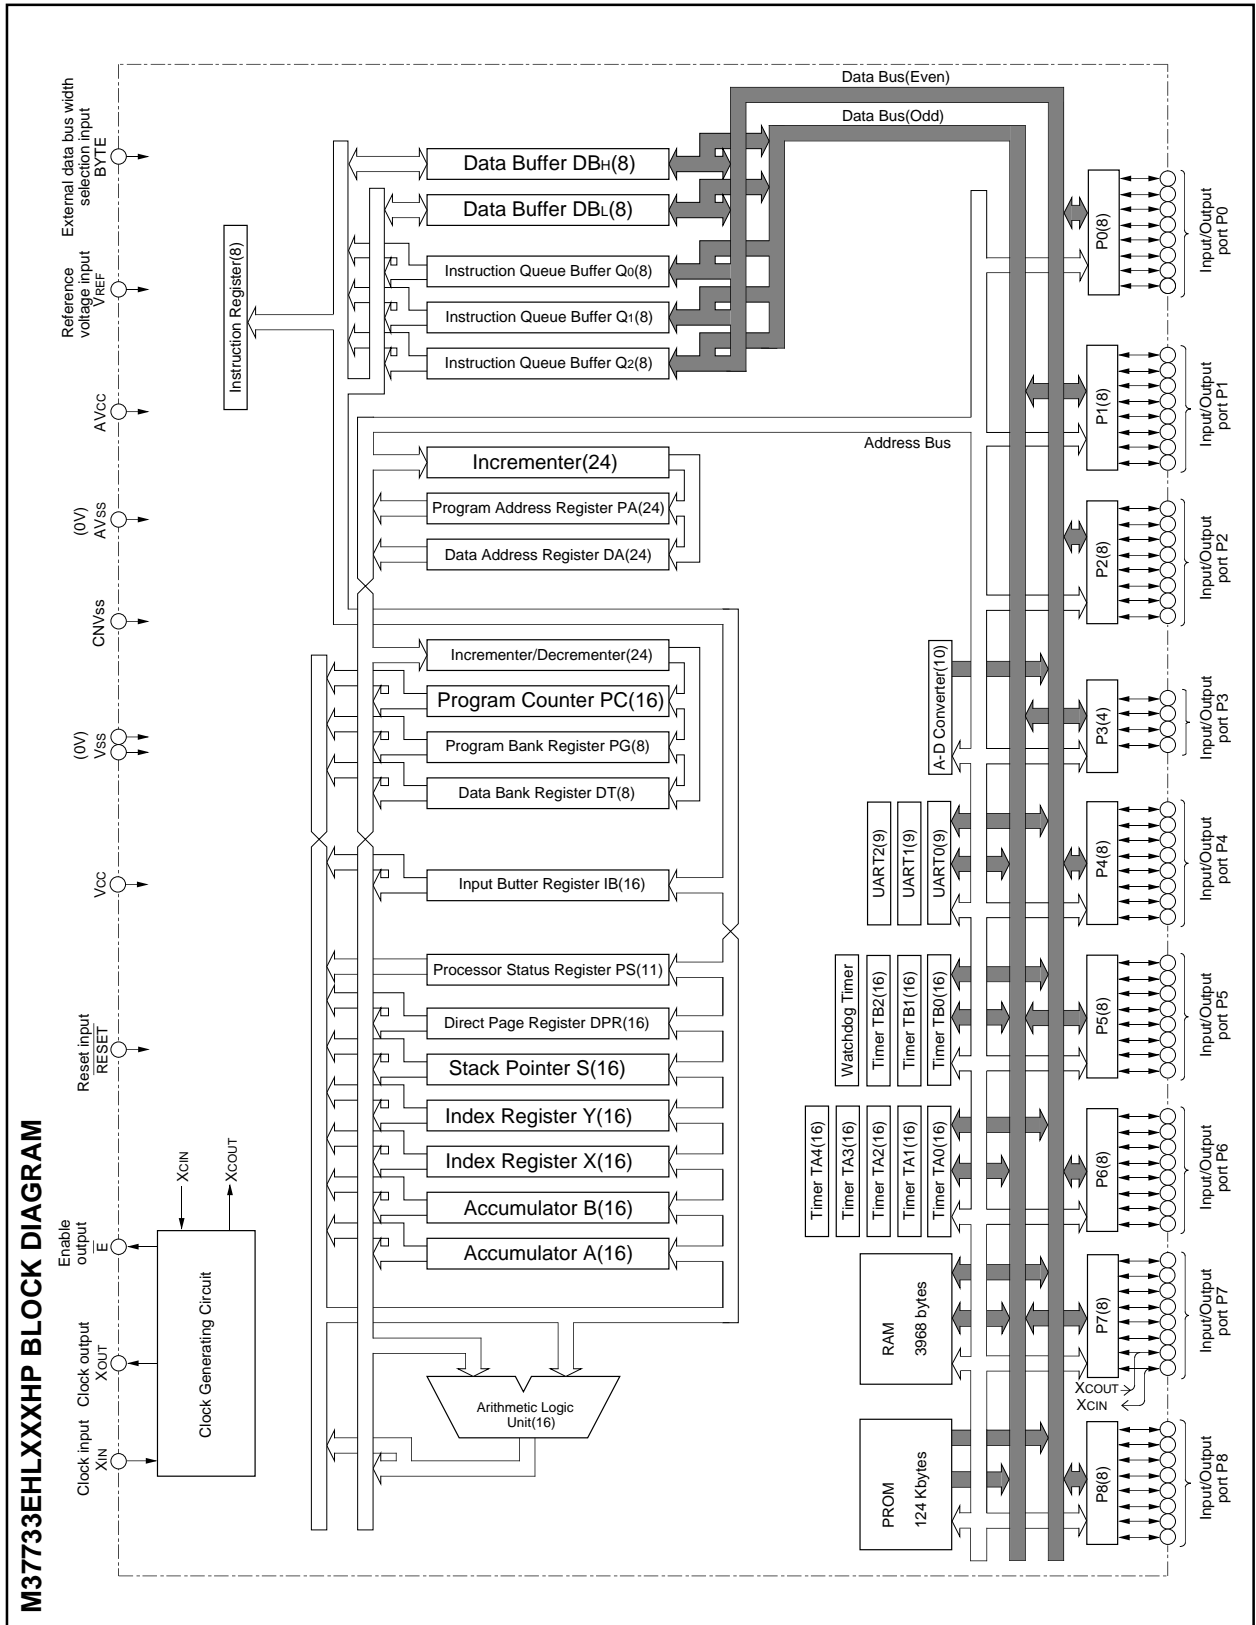 M37733EHLXXXHP BLOCK DIAGRAM
External data bus width
selection input
BYTE
Reference
voltage input
VREF
AVcc
(0V)
AVss
CNVss
(0V)
Vss
Vcc
Reset input
RESET
Enable
output
E
Clock output
XOUT
Clock input
XIN
XCIN
XCOUT
Clock Generating Circuit
Instruction Register(8)
Data Buffer DBH(8)
Data Buffer DBL(8)
Instruction Queue Buffer Q0(8)
Instruction Queue Buffer Q1(8)
Instruction Queue Buffer Q2(8)
Incrementer(24)
Program Address Register PA(24)
Data Address Register DA(24)
Incrementer/Decrementer(24)
Program Counter PC(16)
Program Bank Register PG(8)
Data Bank Register DT(8)
Input Butter Register IB(16)
Processor Status Register PS(11)
Direct Page Register DPR(16)
Stack Pointer S(16)
Index Register Y(16)
Index Register X(16)
Accumulator B(16)
Accumulator A(16)
Arithmetic Logic
Unit(16)
Data Bus(Even)
Data Bus(Odd)
Address Bus
A-D Converter(10)
UART2(9)
UART1(9)
UART0(9)
Watchdog Timer
Timer TB2(16)
Timer TB1(16)
Timer TB0(16)
Timer TA4(16)
Timer TA3(16)
Timer TA2(16)
Timer TA1(16)
Timer TA0(16)
RAM
3968 bytes
PROM
124 Kbytes
P0(8)
Input/Output
port P0
P1(8)
Input/Output
port P1
P2(8)
Input/Output
port P2
P3(4)
Input/Output
port P3
P4(8)
Input/Output
port P4
P5(8)
Input/Output
port P5
P6(8)
Input/Output
port P6
P7(8)
Input/Output
port P7
XCOUT
XCIN
P8(8)
Input/Output
port P8